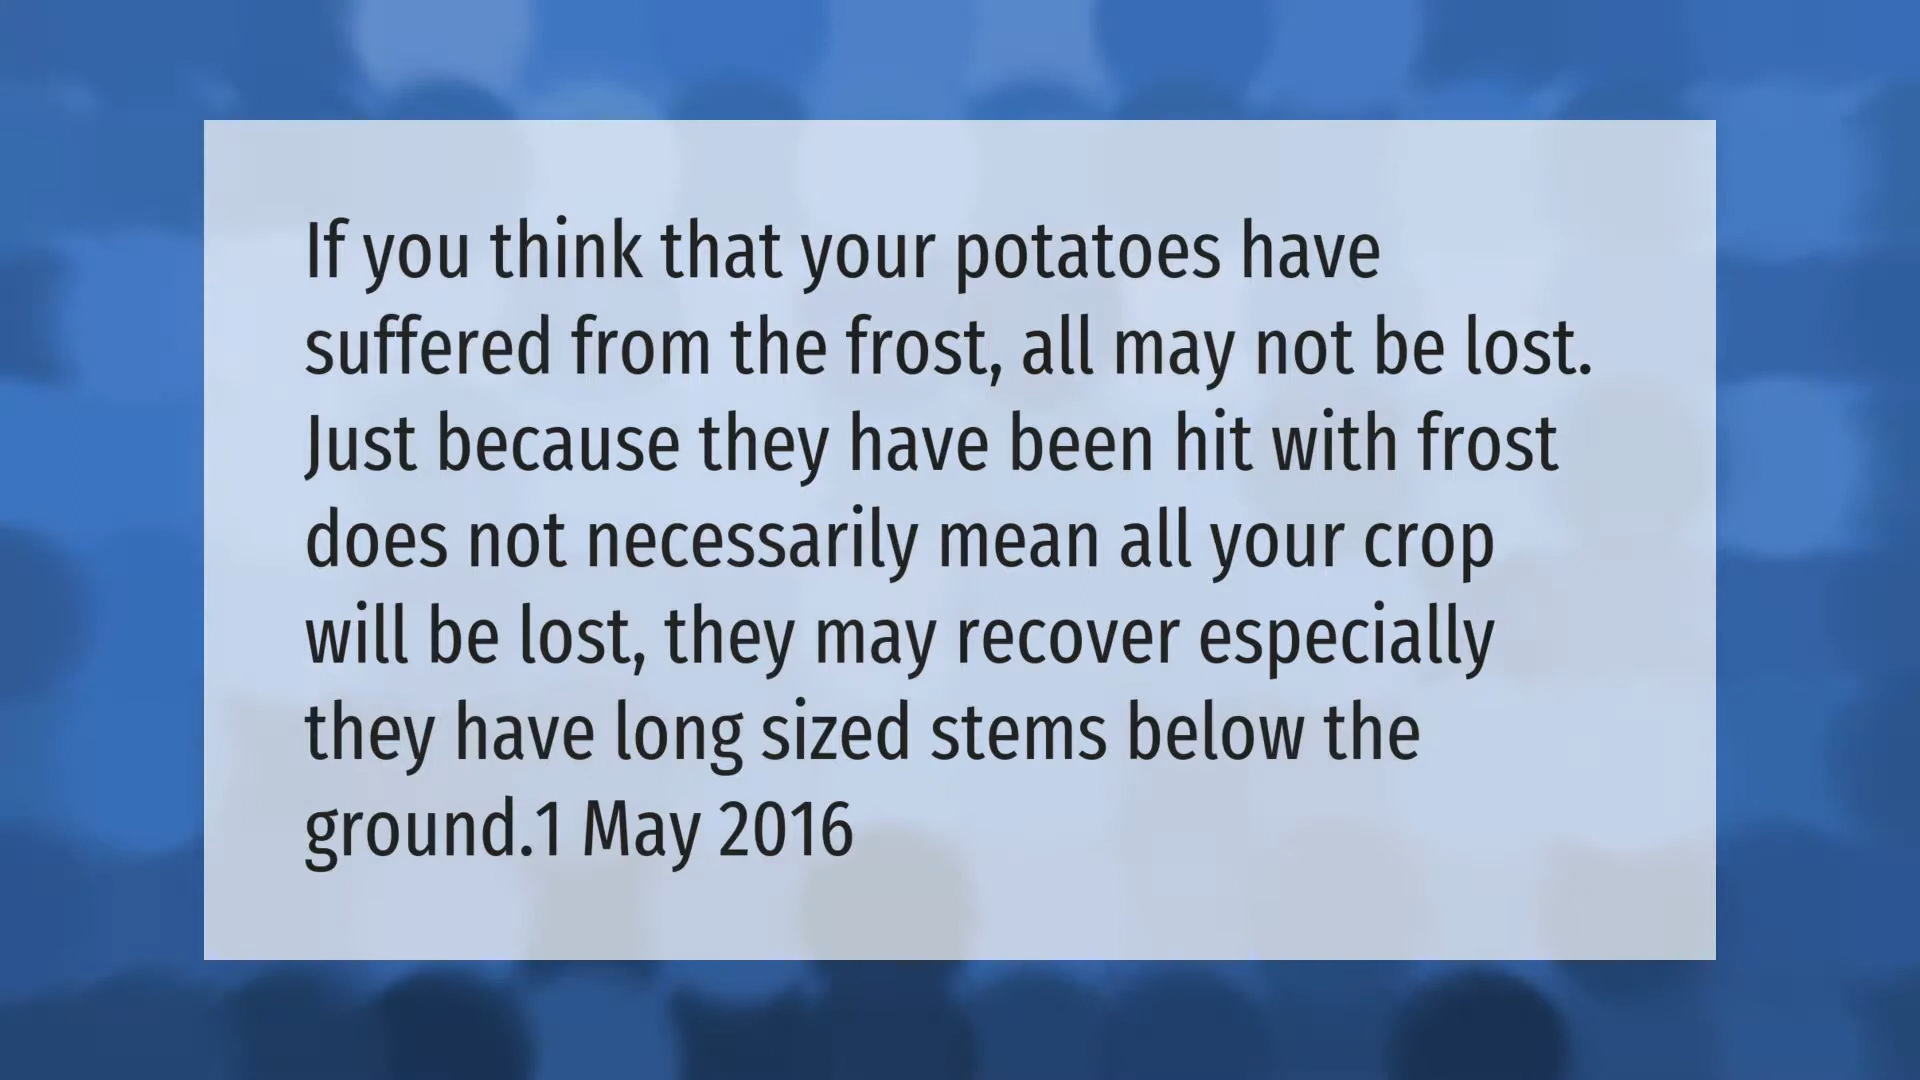 If you think that your potatoes have
suffered from the frost, all may not be lost.
Just because they have been hit with frost
does not necessarily mean all your crop
will be lost, they may recover especially
they have long sized stems below the
ground.1 May 2016